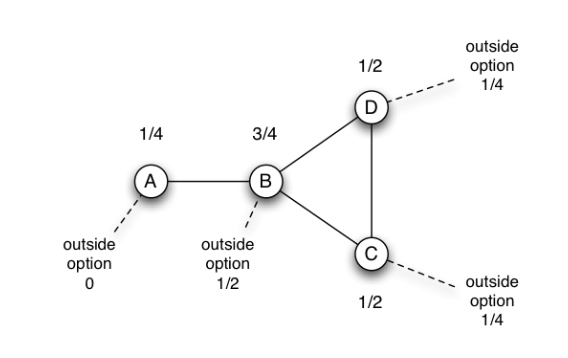 outside
option
1/4
1/2
D
1/4
3/4
A
B
outside
option
0
outside
option
1/2
C
1/2
outside
option
1/4